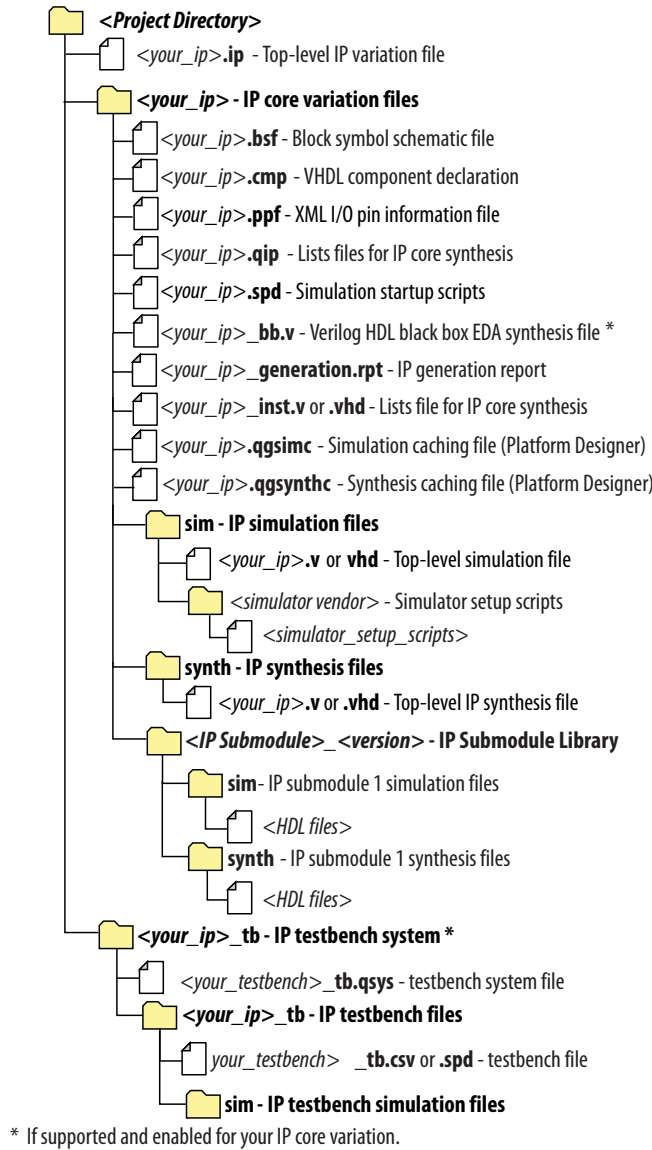 <Project Directory>
<your_ip>.ip - Top-level IP variation file
<your_ip> - IP core variation files
<your_ip>.bsf - Block symbol schematic file
<your_ip>.cmp - VHDL component declaration
<your_ip>.ppf - XML I/O pin information file
<your_ip>.qip - Lists files for IP core synthesis
<your_ip>.spd - Simulation startup scripts
<your_ip>_bb.v - Verilog HDL black box EDA synthesis file *
<your_ip>_generation.rpt - IP generation report
<your_ip>_inst.v or .vhd - Lists file for IP core synthesis
<your_ip>.qgsimc - Simulation caching file (Platform Designer)
<your_ip>.qgsynthc - Synthesis caching file (Platform Designer)
sim - IP simulation files
<your_ip>.v or vhd - Top-level simulation file
<simulator vendor> - Simulator setup scripts
<simulator_setup_scripts>
synth - IP synthesis files
<your_ip>.v or .vhd - Top-level IP synthesis file
<IP Submodule>_<version> - IP Submodule Library
sim- IP submodule 1 simulation files
<HDL files>
synth - IP submodule 1 synthesis files
<HDL files>
<your_ip>_tb - IP testbench system *
<your_testbench>_tb.qsys - testbench system file
<your_ip>_tb - IP testbench files
your_testbench> _tb.csv or .spd - testbench file
sim - IP testbench simulation files
* If supported and enabled for your IP core variation.